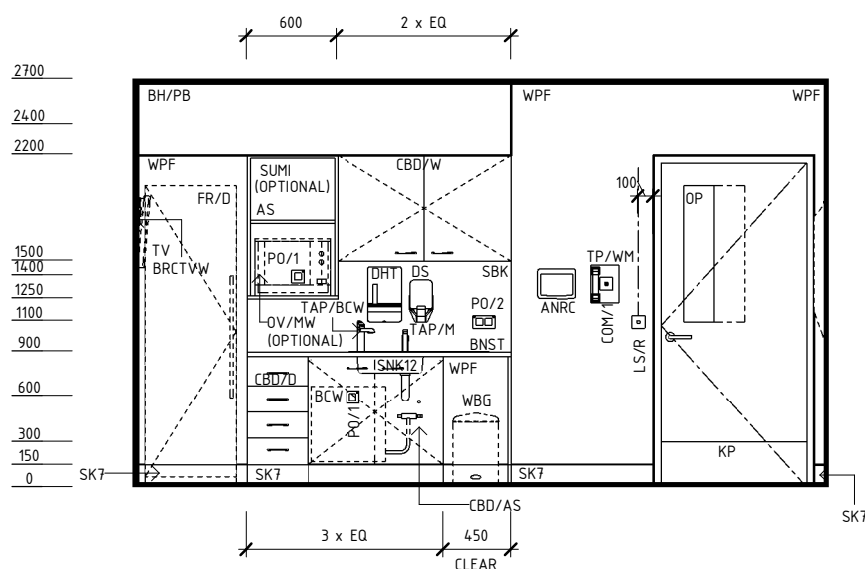 600
2 x EQ
2700
2400
2200
1500
1400
1250
1100
900
600
300
150
0
BH/PB
WPF
WPF
WPF
SUMI
(OPTIONAL)
AS
CBD/W
FR/D
100
OP
TV
BRCTVW
PO/1
SBK
DHT
DS
TP/WM
ANRC
COM/1
PO/2
TAP/BCW
OV/MW
(OPTIONAL)
TAP/M
BNST
LS/R
SNK12
WPF
CBD/D
BCW
PO/1
WBG
KP
SK7
SK7
SK7
CBD/AS
SK7
3 x EQ
450
CLEAR